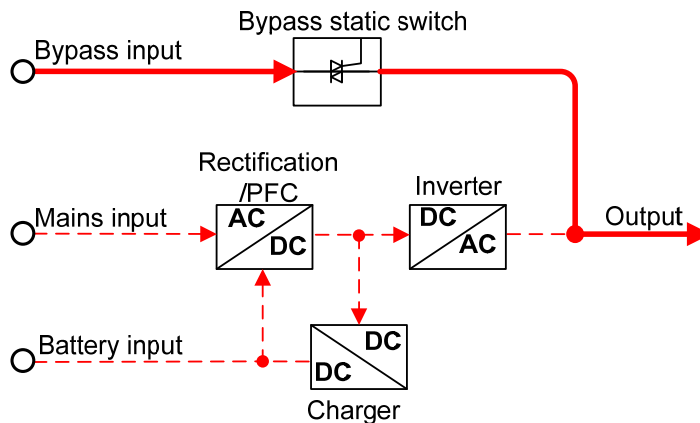 Bypass static switch
Bypass input
Rectification
/PFC
Inverter
Mains input
AC
DC
DC
AC
Output
Battery input
DC
DC
Charger